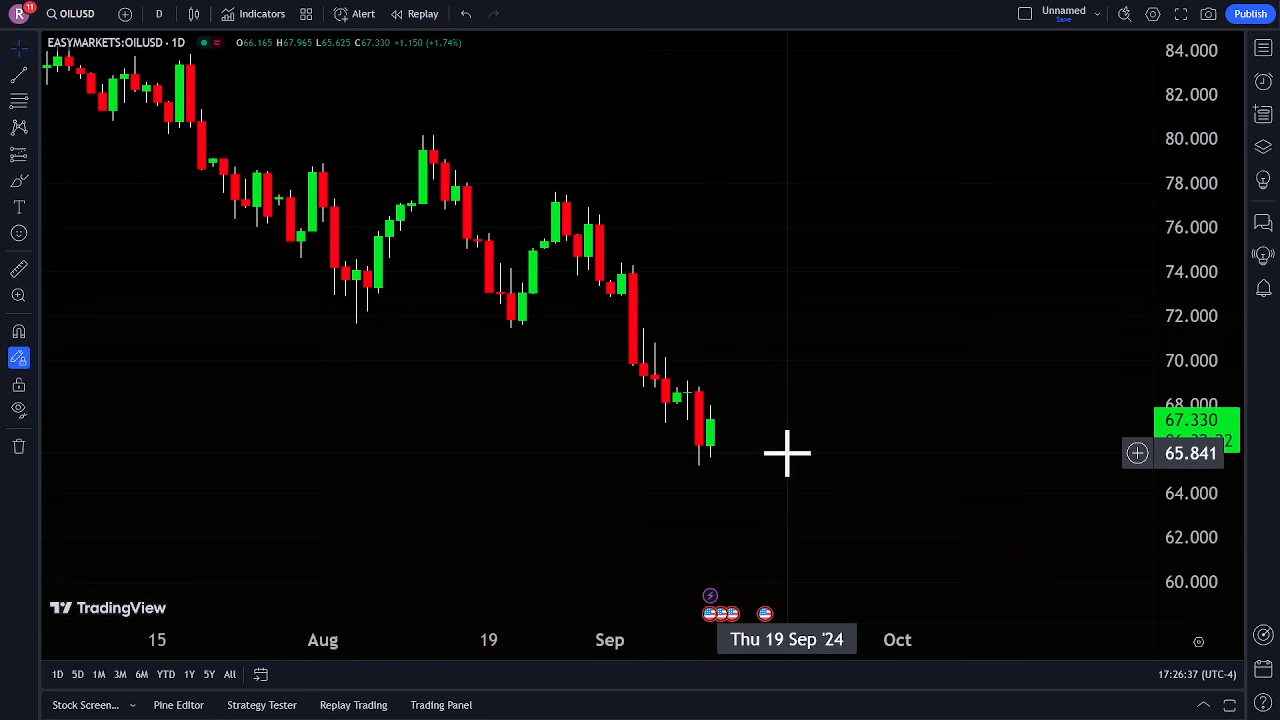 R 11 OILUSD D Indicators Alert Replay Unnamed Save Publish
EASYMARKETS:OILUSD · 1D O66.165 H67.965 L65.625 C67.330 +1.150 (+1.74%)
84.000
82.000
80.000
78.000
76.000
74.000
72.000
70.000
68.000
67.330
65.841
64.000
62.000
60.000
TradingView
15 Aug 19 Sep Thu 19 Sep '24 Oct
1D 5D 1M 3M 6M YTD 1Y 5Y All 17:26:37 (UTC-4)
Stock Screen... Pine Editor Strategy Tester Replay Trading Trading Panel